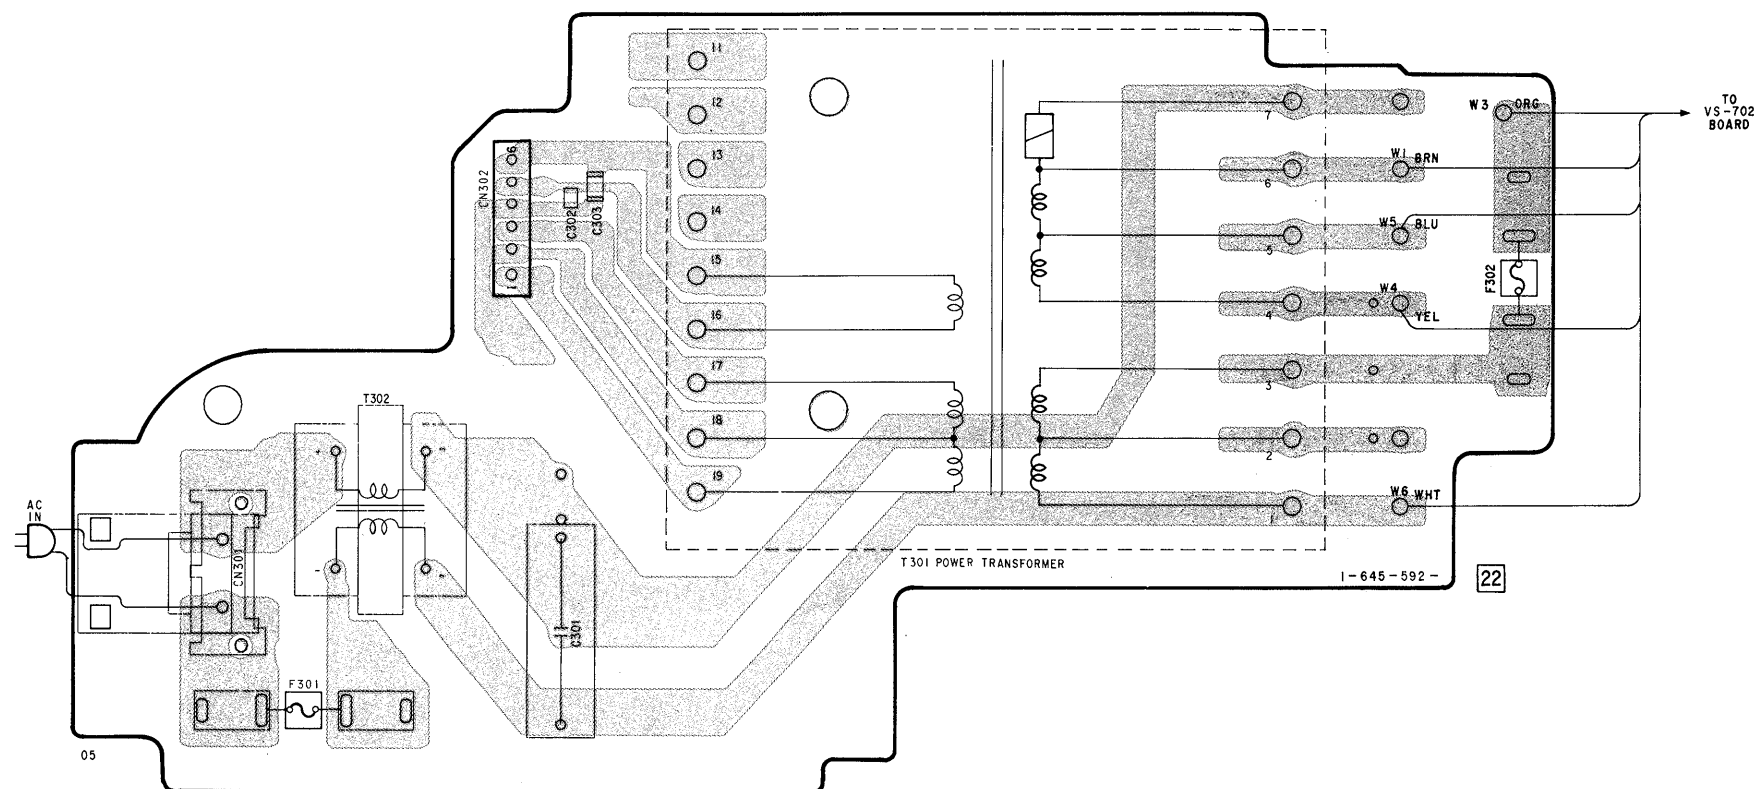 11
12
13
14
15
16
17
18
19
CN302
6
1
C302
C303
7
6
5
4
3
2
1
W3 ORG
W1 BRN
W5 BLU
W4
YEL
W6 WHT
F302
TO
VS-702
BOARD
T302
AC
IN
CN301
F301
C301
T301 POWER TRANSFORMER
1-645-592-
22
05